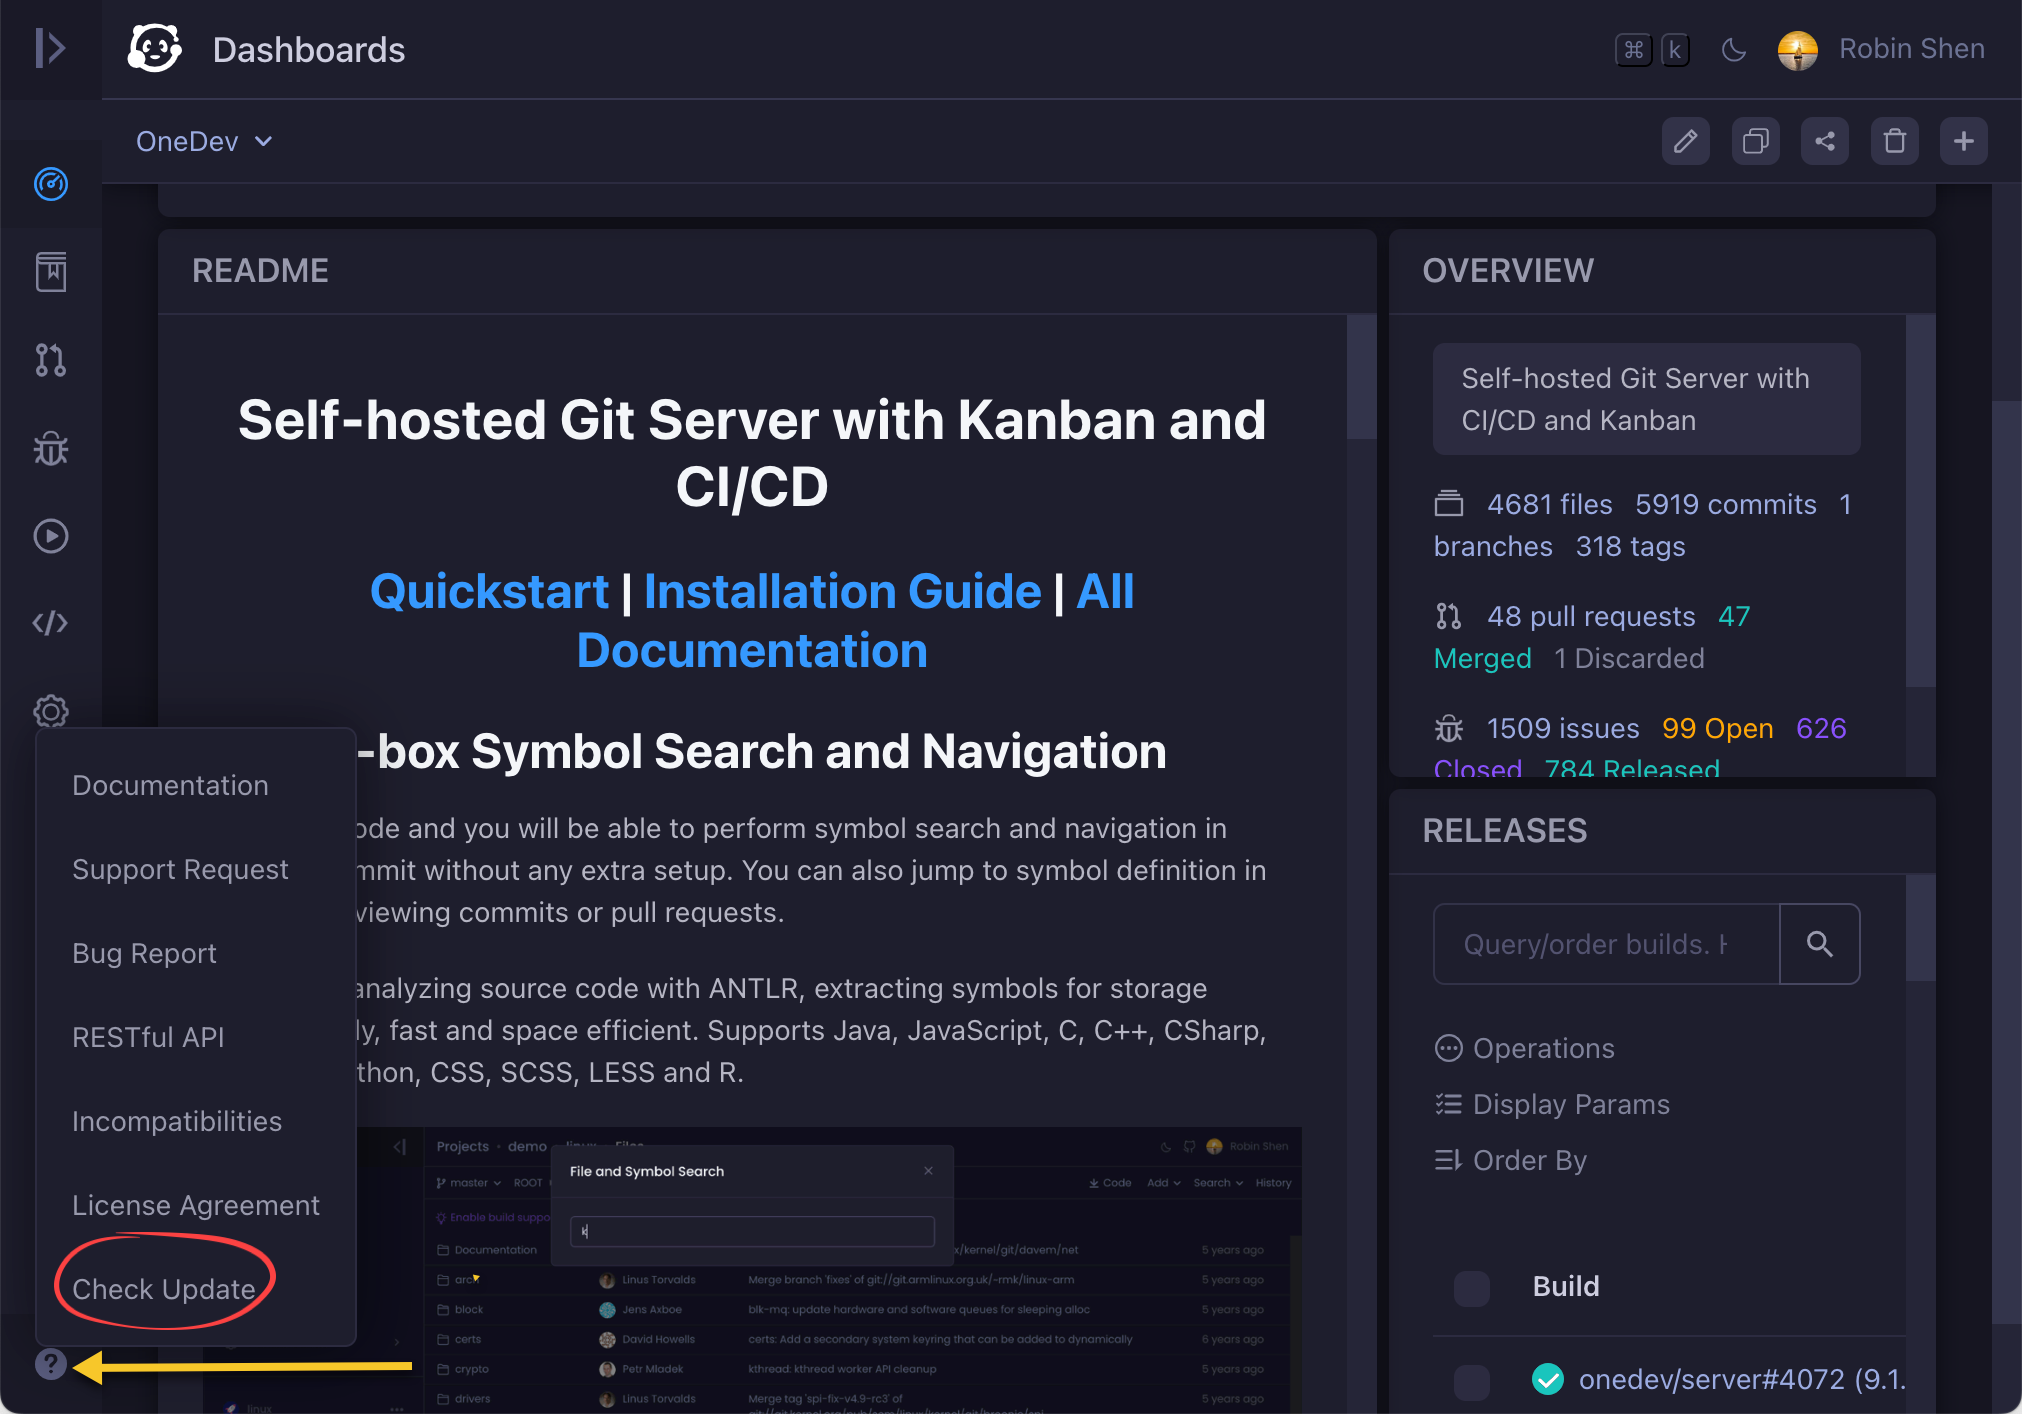 Dashboards
⌘ k
Robin Shen
OneDev
README
Self-hosted Git Server with Kanban and
CI/CD
Quickstart | Installation Guide | All
Documentation
-box Symbol Search and Navigation
ode and you will be able to perform symbol search and navigation in
mmit without any extra setup. You can also jump to symbol definition in
viewing commits or pull requests.
analyzing source code with ANTLR, extracting symbols for storage
ly, fast and space efficient. Supports Java, JavaScript, C, C++, CSharp,
thon, CSS, SCSS, LESS and R.
Projects • demo
Robin Shen
File and Symbol Search
master ROOT
Code Add Search History
Enable build suppo
k
Documentation x/kernel/git/davem/net 5 years ago
arch Linus Torvalds Merge branch 'fixes' of git://git.armlinux.org.uk/~rmk/linux-arm 5 years ago
block Jens Axboe blk-mq: update hardware and software queues for sleeping alloc 5 years ago
certs David Howells certs: Add a secondary system keyring that can be added to dynamically 6 years ago
crypto Petr Mladek kthread: kthread worker API cleanup 5 years ago
drivers Linus Torvalds Merge tag 'spi-fix-v4.9-rc3' of 5 years ago
linux
Documentation
Support Request
Bug Report
RESTful API
Incompatibilities
License Agreement
Check Update
?
OVERVIEW
Self-hosted Git Server with
CI/CD and Kanban
4681 files 5919 commits 1
branches 318 tags
48 pull requests 47
Merged 1 Discarded
1509 issues 99 Open 626
Closed 784 Released
RELEASES
Query/order builds. H
Operations
Display Params
Order By
Build
onedev/server#4072 (9.1.